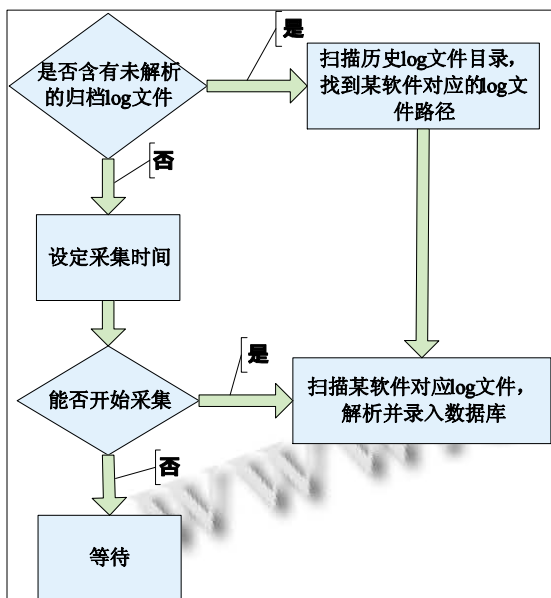 是否含有未解析
的归档log文件
是
扫描历史log文件目录，
找到某软件对应的log文
件路径
否
设定采集时间
能否开始采集
是
扫描某软件对应log文件，
解析并录入数据库
否
等待
www.